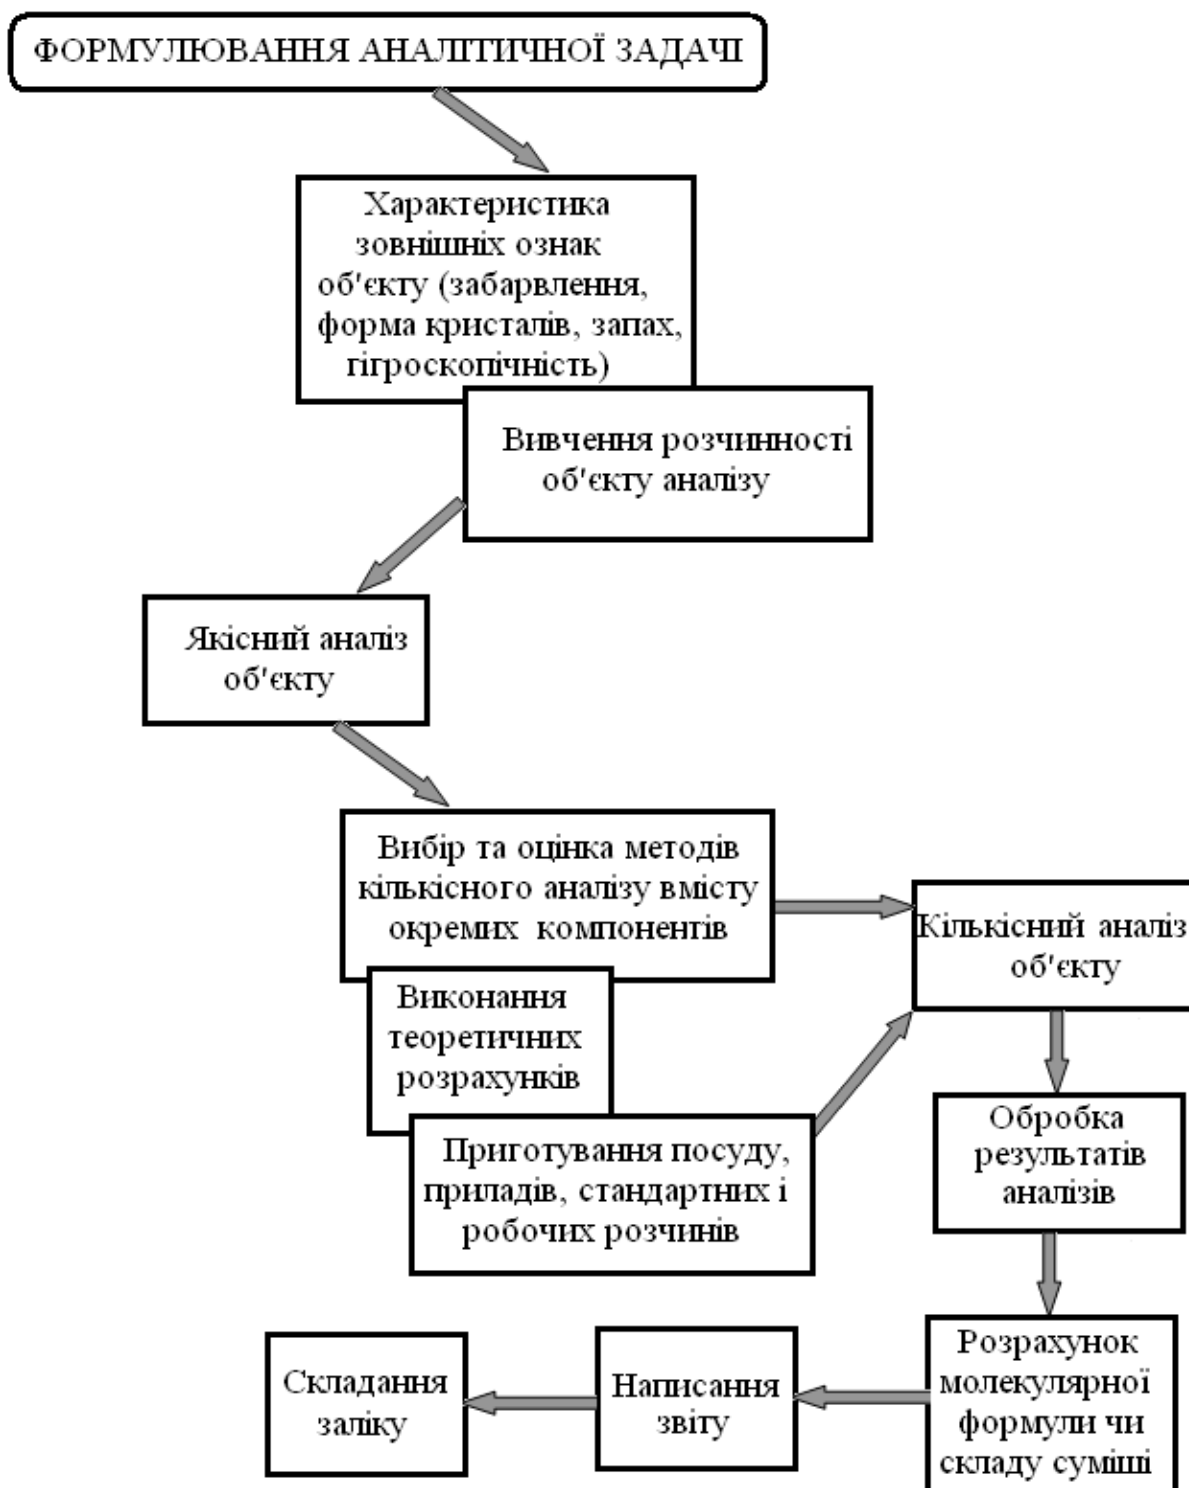 ФОРМУЛЮВАННЯ АНАЛІТИЧНОЇ ЗАДАЧІ
Характеристика
зовнішніх ознак
об'єкту (забарвлення,
форма кристалів, запах,
гігроскопічність)
Вивчення розчинності
об'єкту аналізу
Якісний аналіз
об'єкту
Вибір та оцінка методів
кількісного аналізу вмісту
окремих компонентів
Виконання
теоретичних
розрахунків
Приготування посуду,
приладів, стандартних і
робочих розчинів
Кількісний аналіз
об'єкту
Обробка
результатів
аналізів
Розрахунок
молекулярної
формули чи
складу суміші
Написання
звіту
Складання
заліку